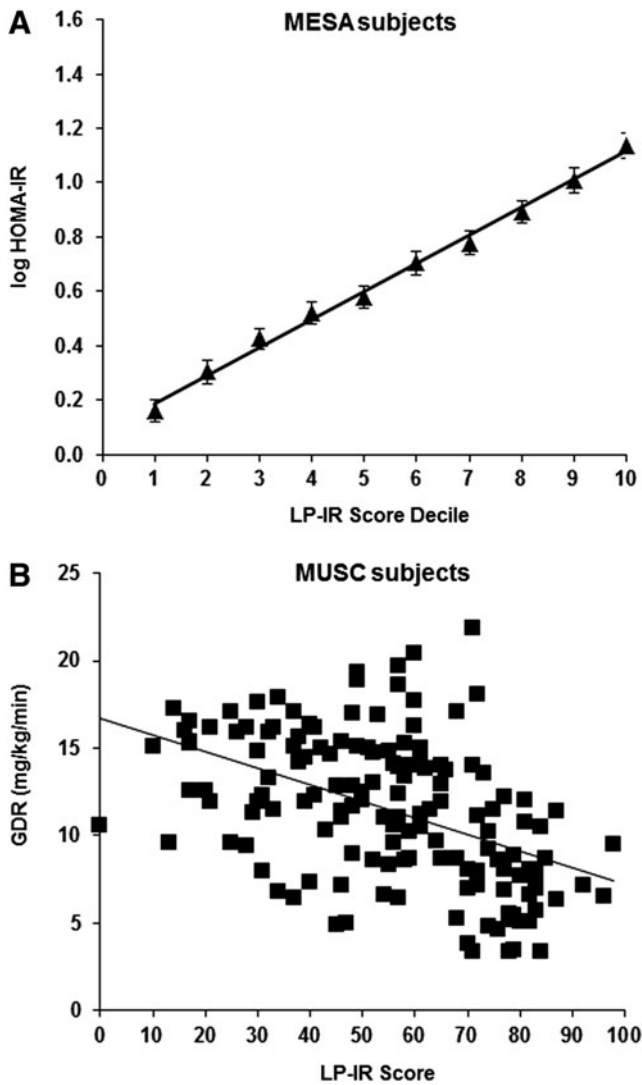 A
MESA subjects
1.6
1.4
1.2
1.0
0.8
0.6
0.4
0.2
0.0
log HOMA-IR
0 1 2 3 4 5 6 7 8 9 10
LP-IR Score Decile
B
MUSC subjects
25
20
15
10
5
0
GDR (mg/kg/min)
0 10 20 30 40 50 60 70 80 90 100
LP-IR Score